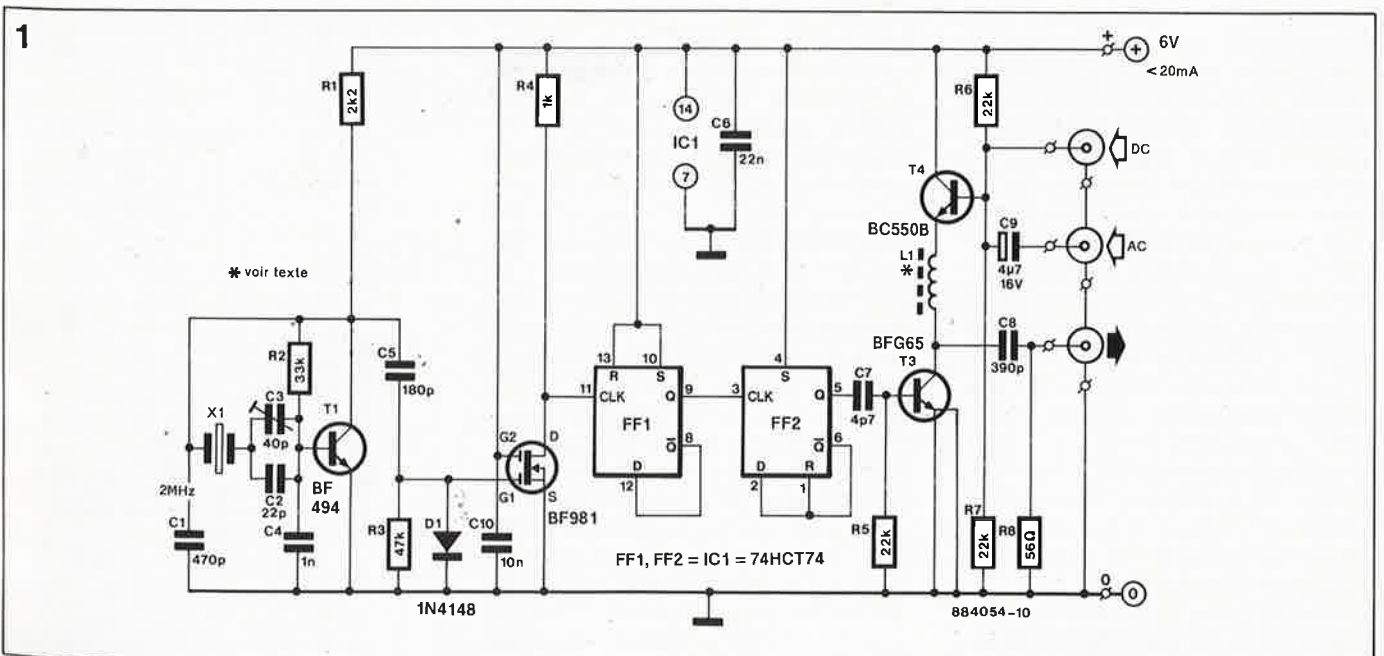 1
R1
2k2
R4
1k
14
IC1
7
C6
22n
R6
22k
+
+
6V
<20mA
DC
T4
BC550B
L1
*
C9
4µ7
16V
AC
* voir texte
R2
33k
C3
40p
X1
C2
22p
2MHz
C1
470p
C4
1n
T1
BF
494
C5
180p
R3
47k
D1
1N4148
C10
10n
G2
G1
D
S
BF981
11
CLK
13
R
10
S
Q
9
FF1
Q̅
8
D
12
3
CLK
4
S
Q
5
FF2
Q̅
6
D
2
R
1
C7
4p7
BFG65
T3
C8
390p
R5
22k
R7
22k
R8
56Ω
FF1, FF2 = IC1 = 74HCT74
884054-10
0
0